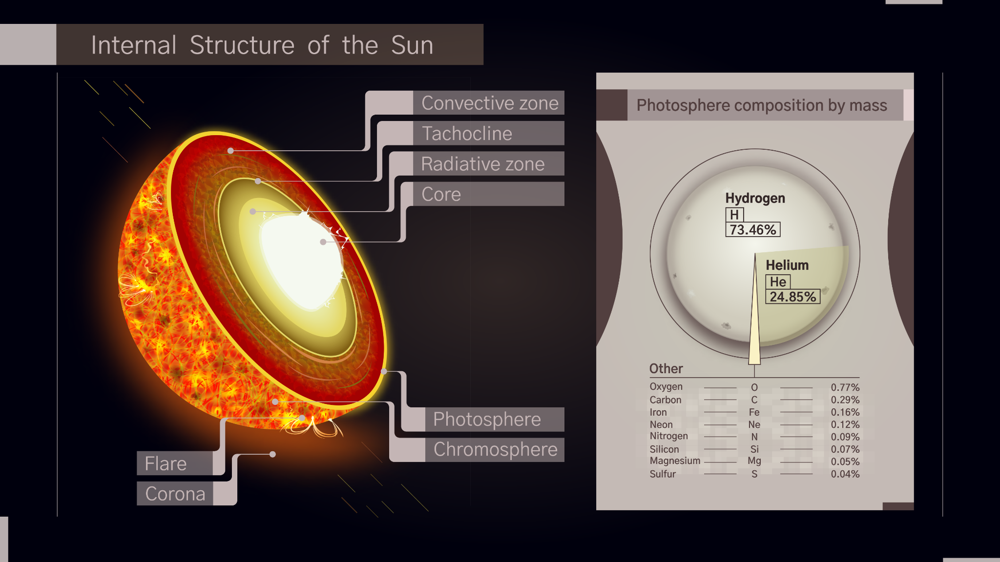 Internal Structure of the Sun
Convective zone
Tachocline
Radiative zone
Core
Photosphere
Chromosphere
Flare
Corona
Photosphere composition by mass
Hydrogen
H
73.46%
Helium
He
24.85%
Other
Oxygen O 0.77%
Carbon C 0.29%
Iron Fe 0.16%
Neon Ne 0.12%
Nitrogen N 0.09%
Silicon Si 0.07%
Magnesium Mg 0.05%
Sulfur S 0.04%